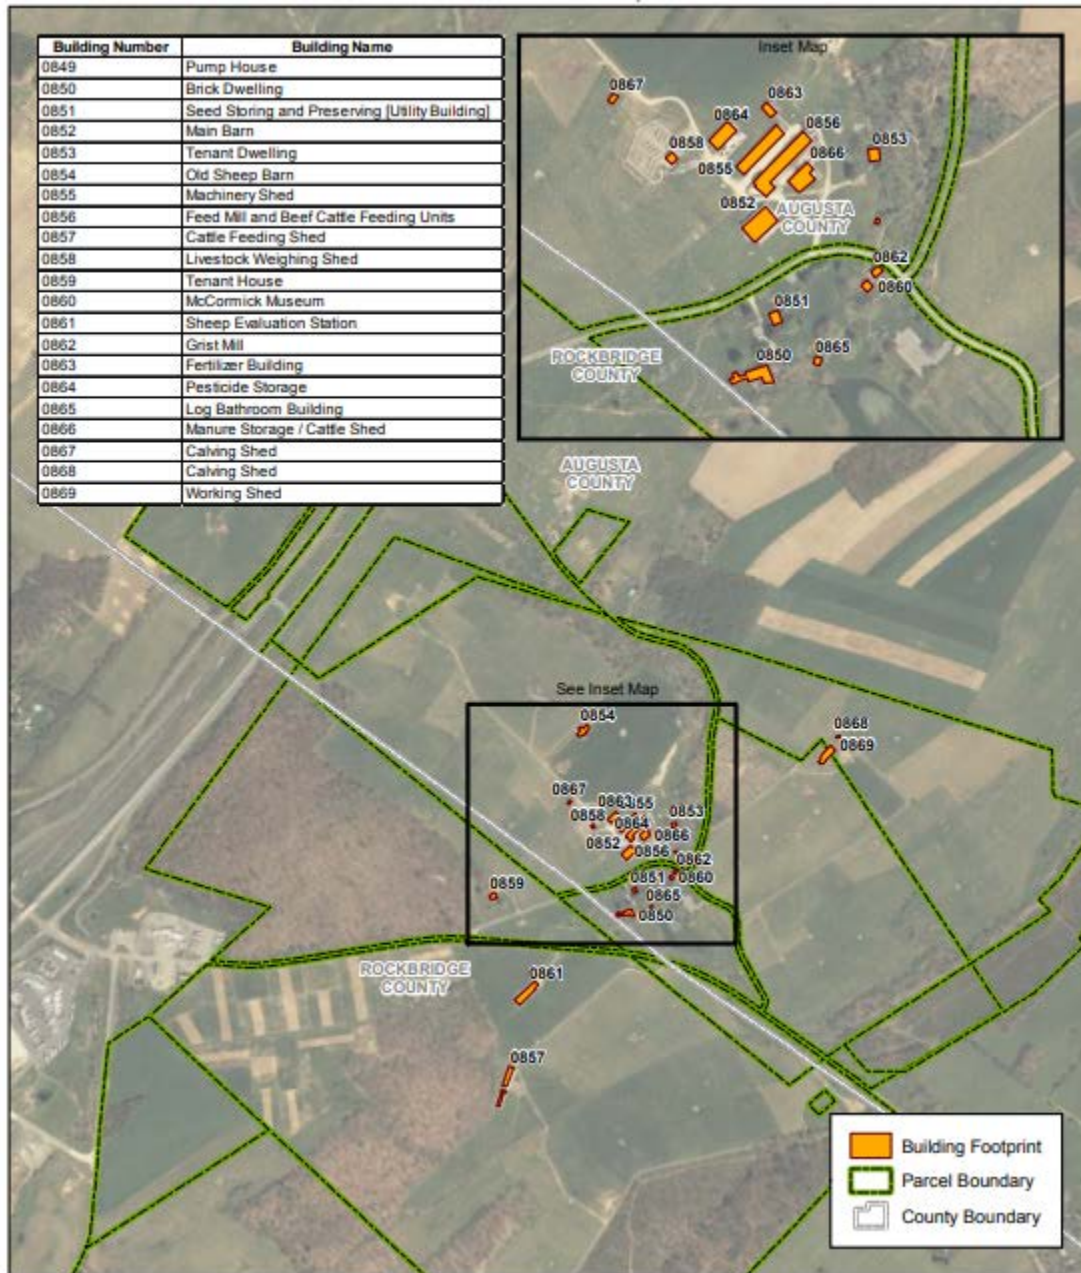 Building Number Building Name
0849 Pump House
0850 Brick Dwelling
0851 Seed Storing and Preserving [Utility Building]
0852 Main Barn
0853 Tenant Dwelling
0854 Old Sheep Barn
0855 Machinery Shed
0856 Feed Mill and Beef Cattle Feeding Units
0857 Cattle Feeding Shed
0858 Livestock Weighing Shed
0859 Tenant House
0860 McCormick Museum
0861 Sheep Evaluation Station
0862 Grist Mill
0863 Fertilizer Building
0864 Pesticide Storage
0865 Log Bathroom Building
0866 Manure Storage / Cattle Shed
0867 Calving Shed
0868 Calving Shed
0869 Working Shed
Inset Map
0867
0863
0864
0856
0858
0853
0855
0866
0852
AUGUSTA
COUNTY
0862
0860
0851
ROCKBRIDGE
COUNTY
0850
0865
AUGUSTA
COUNTY
See Inset Map
0854
0868
0869
0867
0863
0855
0858
0864
0853
0866
0852
0856
0862
0851
0860
0859
0865
0850
ROCKBRIDGE
COUNTY
0861
0857
Building Footprint
Parcel Boundary
County Boundary